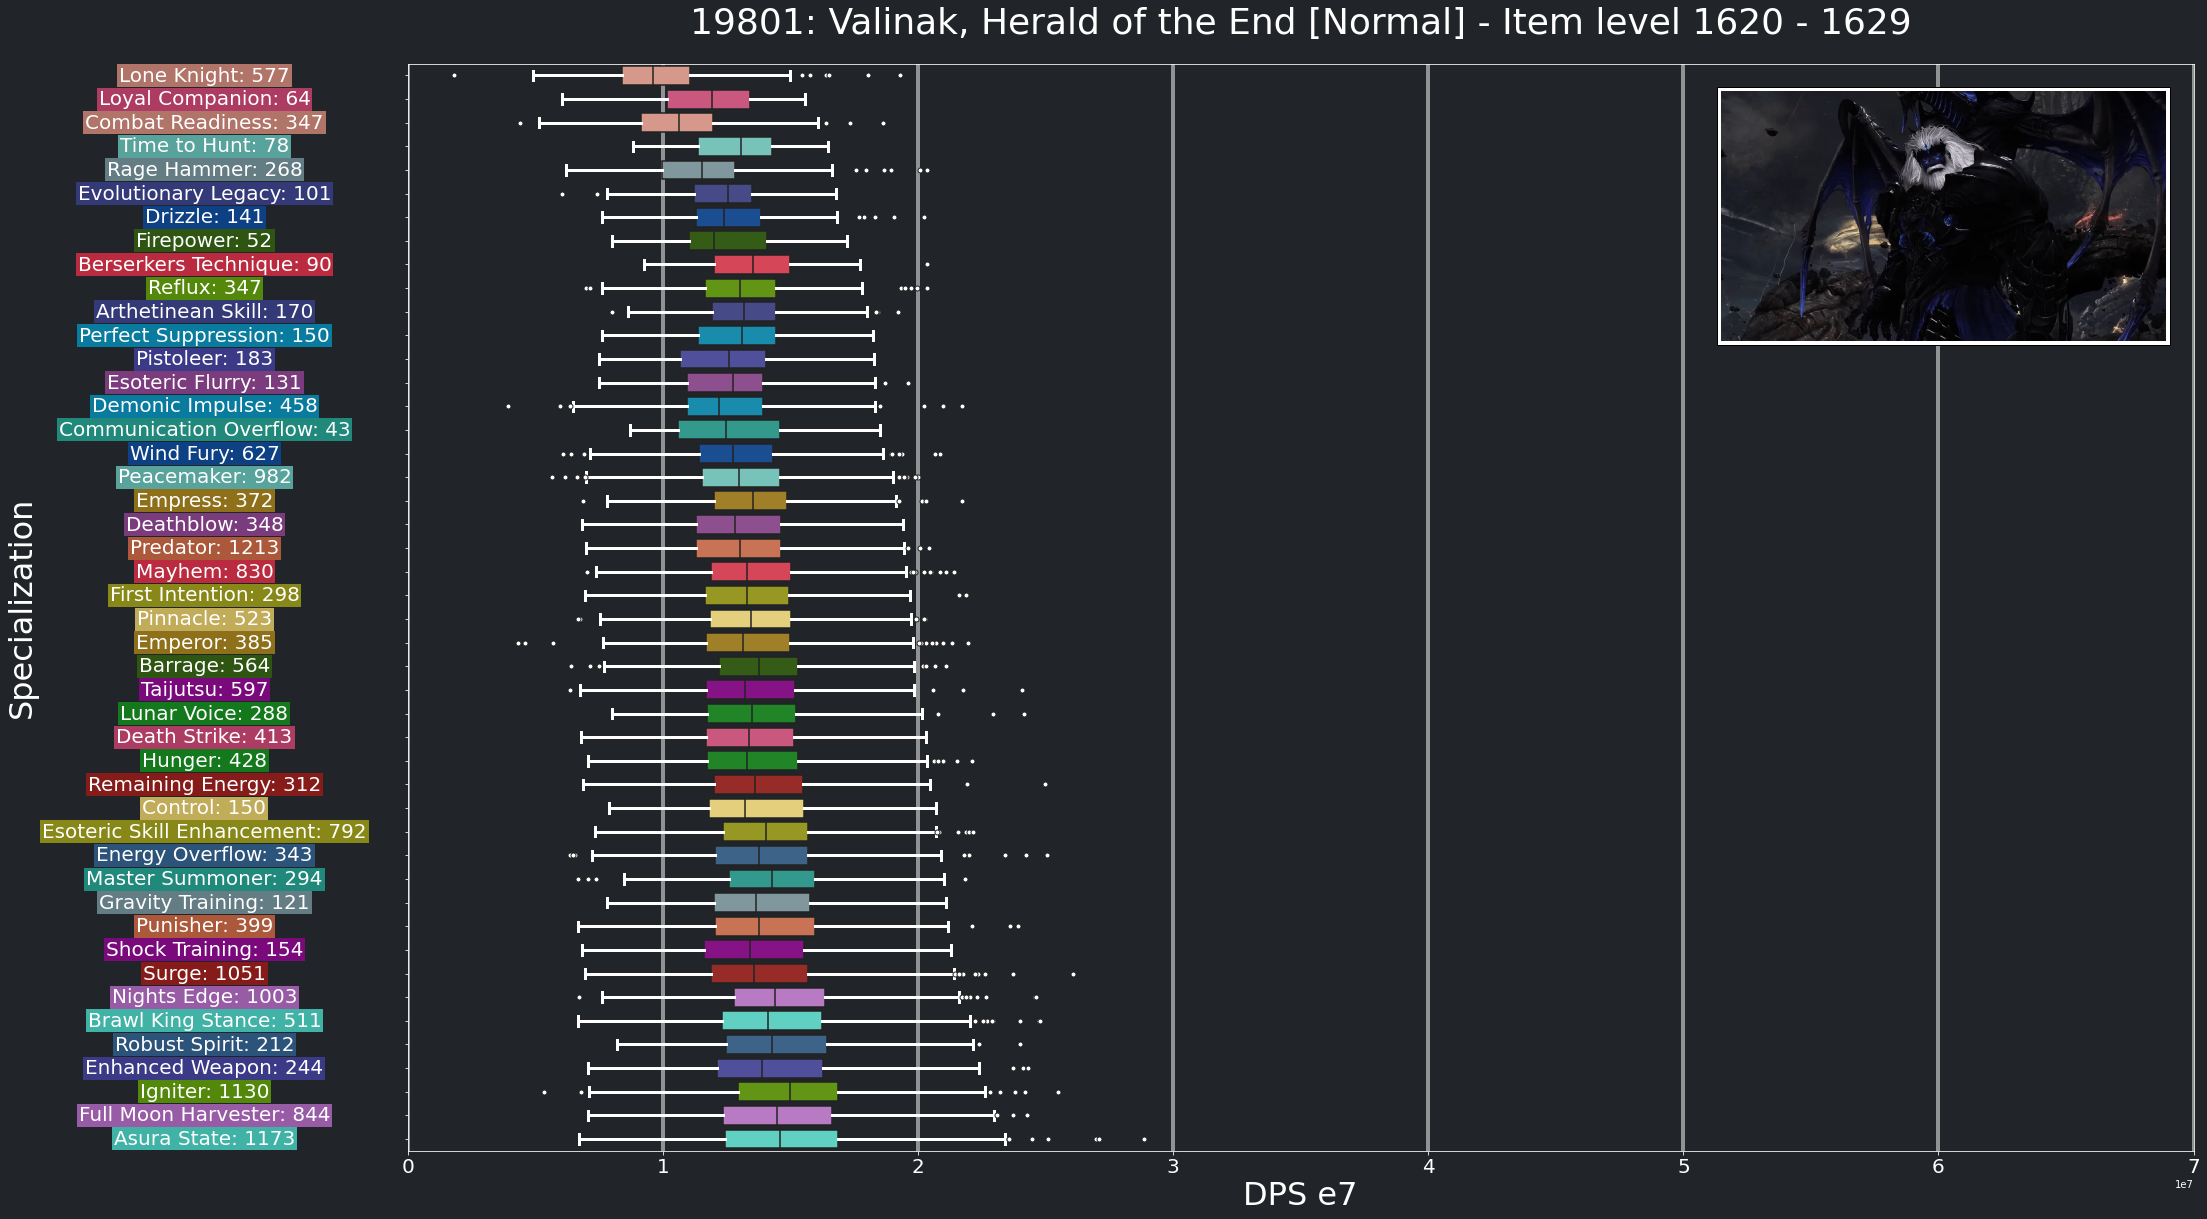 19801: Valinak, Herald of the End [Normal] - Item level 1620 - 1629
Specialization
Lone Knight: 577
Loyal Companion: 64
Combat Readiness: 347
Time to Hunt: 78
Rage Hammer: 268
Evolutionary Legacy: 101
Drizzle: 141
Firepower: 52
Berserkers Technique: 90
Reflux: 347
Arthetinean Skill: 170
Perfect Suppression: 150
Pistoleer: 183
Esoteric Flurry: 131
Demonic Impulse: 458
Communication Overflow: 43
Wind Fury: 627
Peacemaker: 982
Empress: 372
Deathblow: 348
Predator: 1213
Mayhem: 830
First Intention: 298
Pinnacle: 523
Emperor: 385
Barrage: 564
Taijutsu: 597
Lunar Voice: 288
Death Strike: 413
Hunger: 428
Remaining Energy: 312
Control: 150
Esoteric Skill Enhancement: 792
Energy Overflow: 343
Master Summoner: 294
Gravity Training: 121
Punisher: 399
Shock Training: 154
Surge: 1051
Nights Edge: 1003
Brawl King Stance: 511
Robust Spirit: 212
Enhanced Weapon: 244
Igniter: 1130
Full Moon Harvester: 844
Asura State: 1173
0 1 2 3 4 5 6 7
1e7
DPS e7